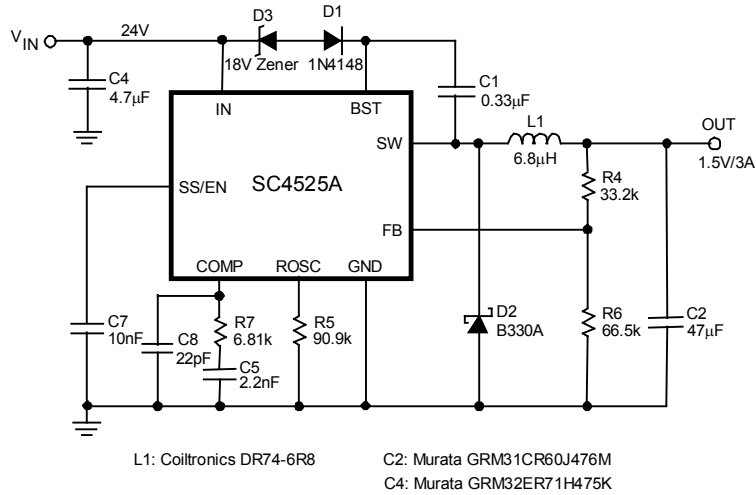 D3
D1
V IN
24V
18V Zener
1N4148
C4
4.7µF
C1
0.33µF
IN
BST
L1
OUT
SW
6.8µH
1.5V/3A
SS/EN
SC4525A
R4
33.2k
FB
COMP
ROSC
GND
C7
10nF
C8
22pF
R7
6.81k
R5
90.9k
D2
B330A
R6
66.5k
C2
47µF
C5
2.2nF
L1: Coiltronics DR74-6R8
C2: Murata GRM31CR60J476M
C4: Murata GRM32ER71H475K